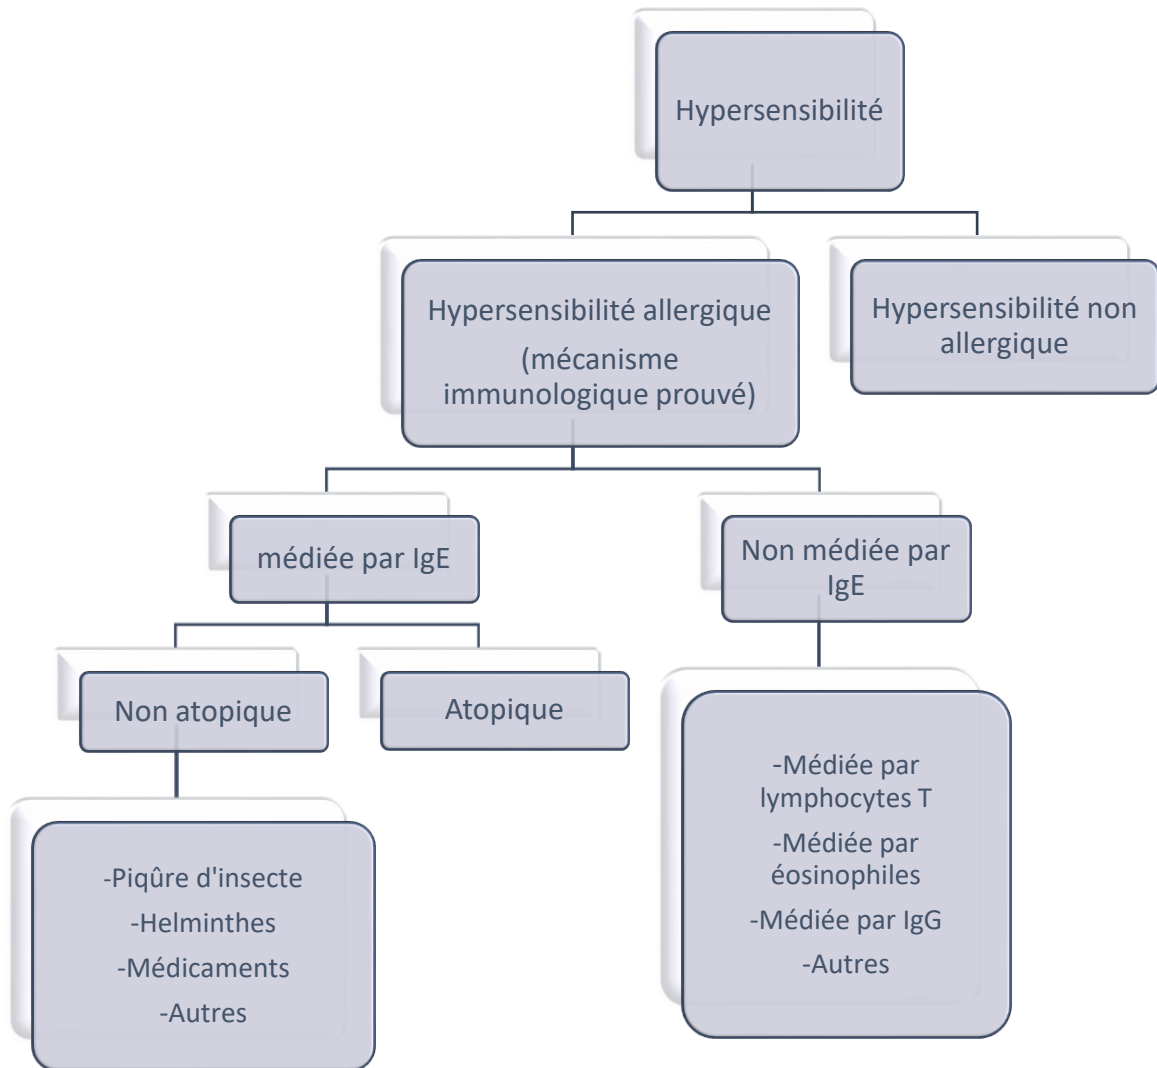 Hypersensibilité
Hypersensibilité allergique
(mécanisme
immunologique prouvé)
Hypersensibilité non
allergique
médiée par IgE
Non médiée par
IgE
Non atopique
Atopique
-Piqûre d'insecte
-Helminthes
-Médicaments
-Autres
-Médiée par
lymphocytes T
-Médiée par
éosinophiles
-Médiée par IgG
-Autres